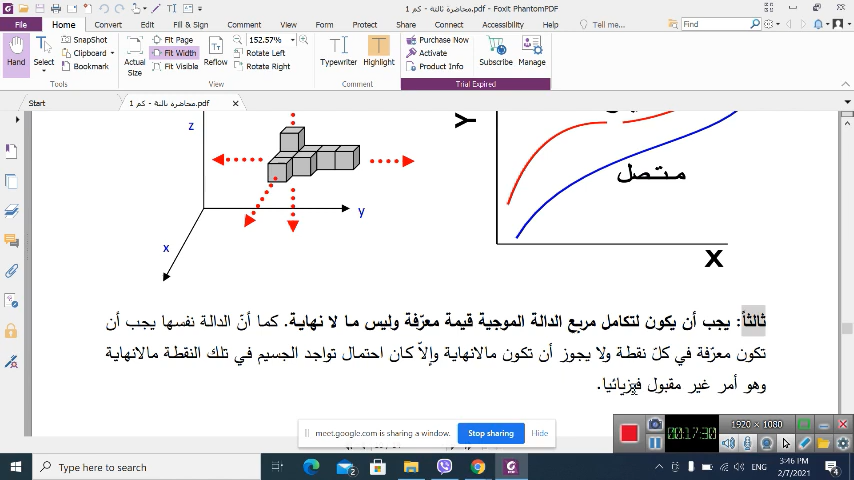 محاضرة ثالثة - كم 1.pdf - Foxit PhantomPDF
File Home Convert Edit Fill & Sign Comment View Form Protect Share Connect Accessibility Help Tell me... Find
Hand
Select
SnapShot
Clipboard
Bookmark
Tools
Actual Size
Fit Page
Fit Width
Fit Visible
Reflow
152.57%
Rotate Left
Rotate Right
View
Typewriter
Highlight
Comment
Purchase Now
Activate
Product Info
Trial Expired
Subscribe
Manage
Start
محاضرة ثالثة - كم 1.pdf
z
y
x
Y
متصل
X
ثالثاً: يجب أن يكون لتكامل مربع الدالة الموجية قيمة معرّفة وليس ما لا نهاية. كما أنّ الدالة نفسها يجب أن
تكون معرّفة في كلّ نقطة ولا يجوز أن تكون مالانهاية وإلاّ كان احتمال تواجد الجسيم في تلك النقطة مالانهاية
وهو أمر غير مقبول فيزيائيا.
meet.google.com is sharing a window.
Stop sharing
Hide
00:17:30
1920 × 1080
Type here to search
2
ENG
3:46 PM
2/7/2021
4